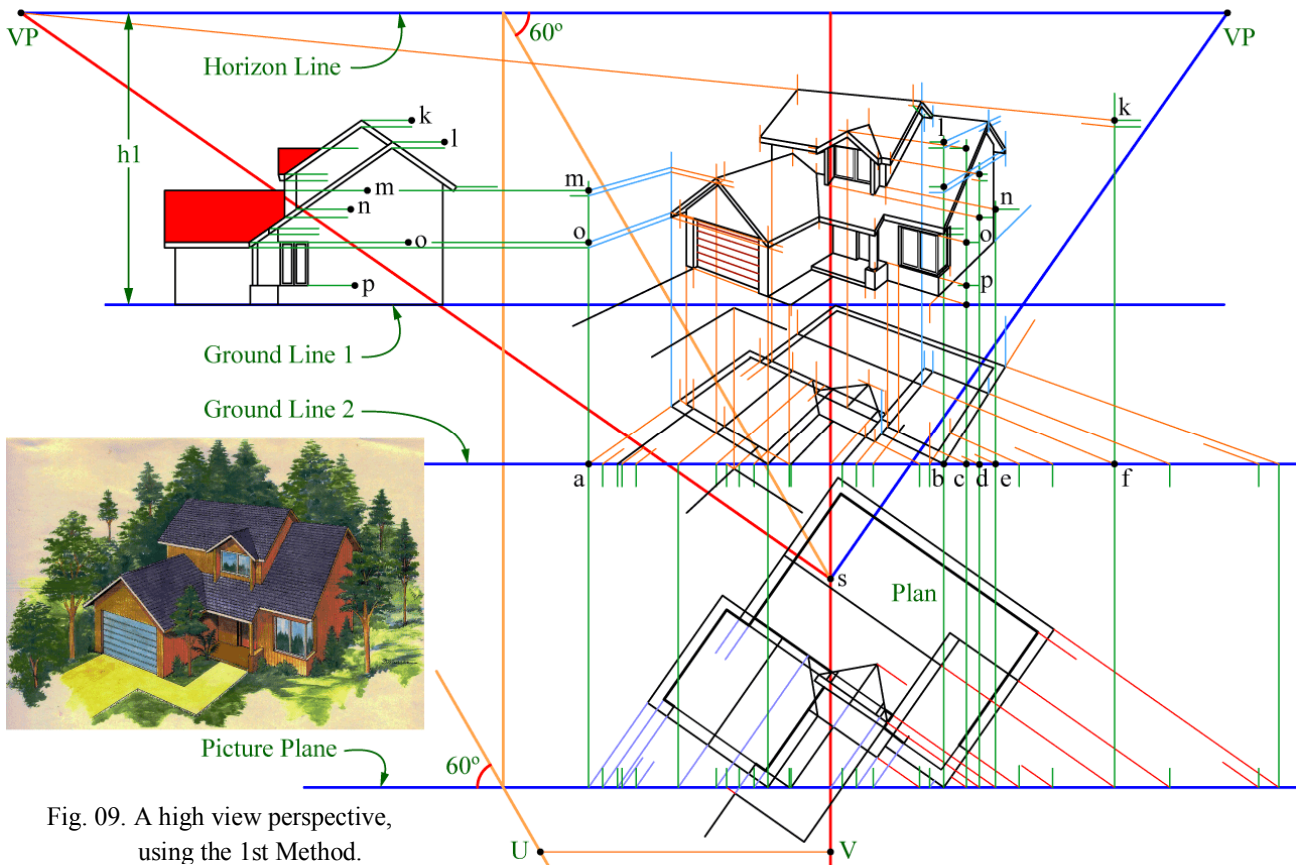 VP
60º
VP
Horizon Line
h1
k
l
m
n
o
p
m
o
k
l
n
o
p
Ground Line 1
Ground Line 2
a
b
c
d
e
f
s
Plan
Picture Plane
60º
Fig. 09. A high view perspective,
using the 1st Method.
U
V